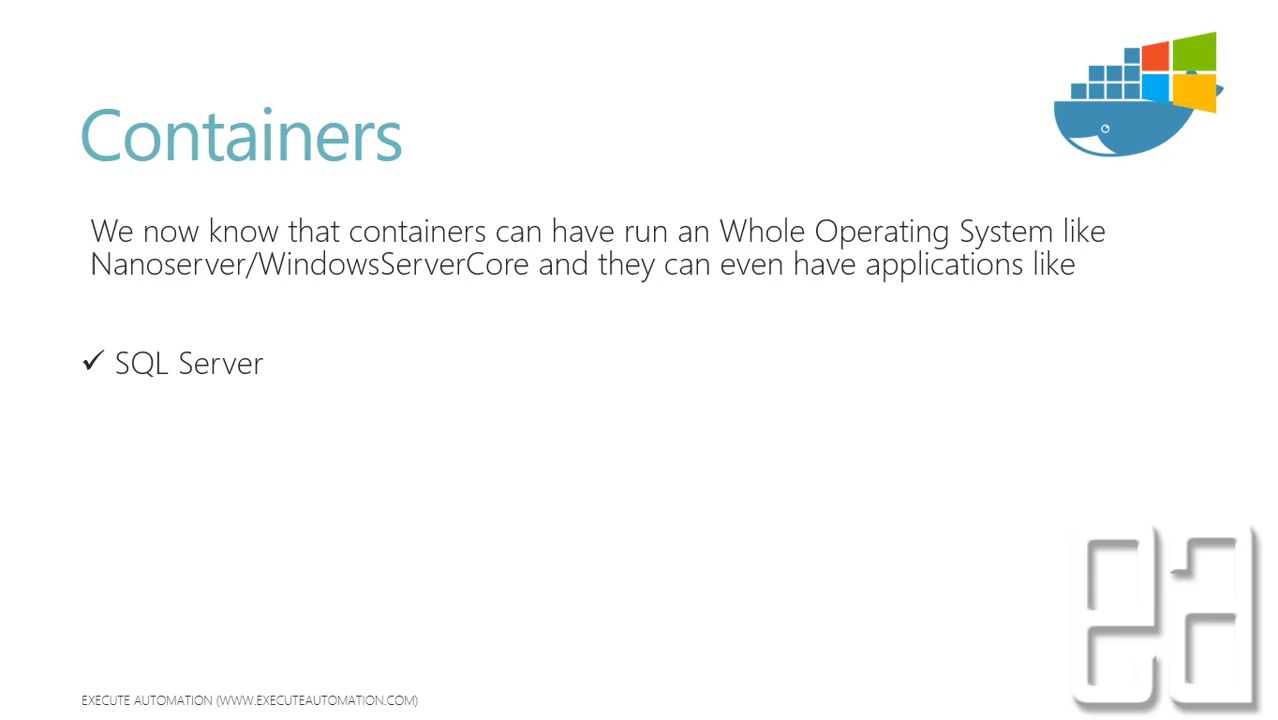 Containers
We now know that containers can have run an Whole Operating System like
Nanoserver/WindowsServerCore and they can even have applications like
✓ SQL Server
ea
EXECUTE AUTOMATION (WWW.EXECUTEAUTOMATION.COM)